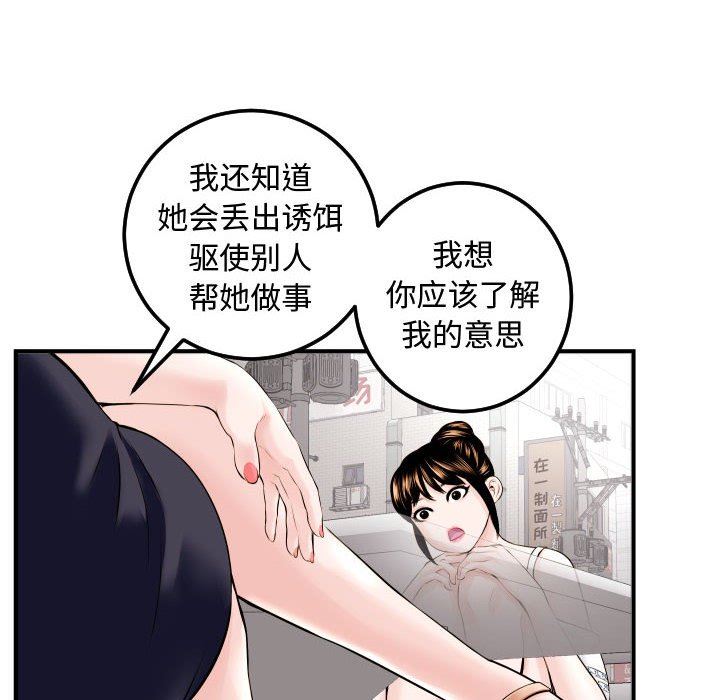 我还知道
她会丢出诱饵
驱使别人
帮她做事
我想
你应该了解
我的意思
场
在一制面所